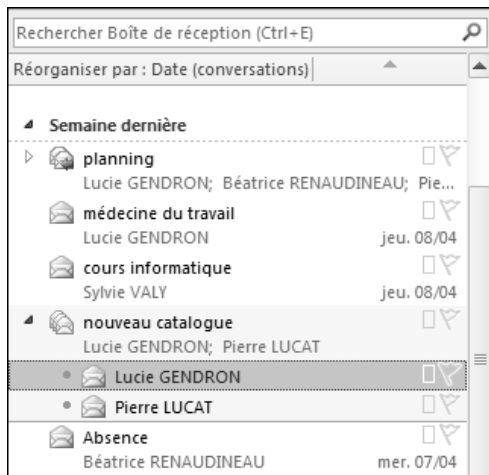 Rechercher Boîte de réception (Ctrl+E)
Réorganiser par : Date (conversations)
Semaine dernière
planning
Lucie GENDRON; Béatrice RENAUDINEAU; Pie...
médecine du travail
Lucie GENDRON jeu. 08/04
cours informatique
Sylvie VALY jeu. 08/04
nouveau catalogue
Lucie GENDRON; Pierre LUCAT
Lucie GENDRON
Pierre LUCAT
Absence
Béatrice RENAUDINEAU mer. 07/04